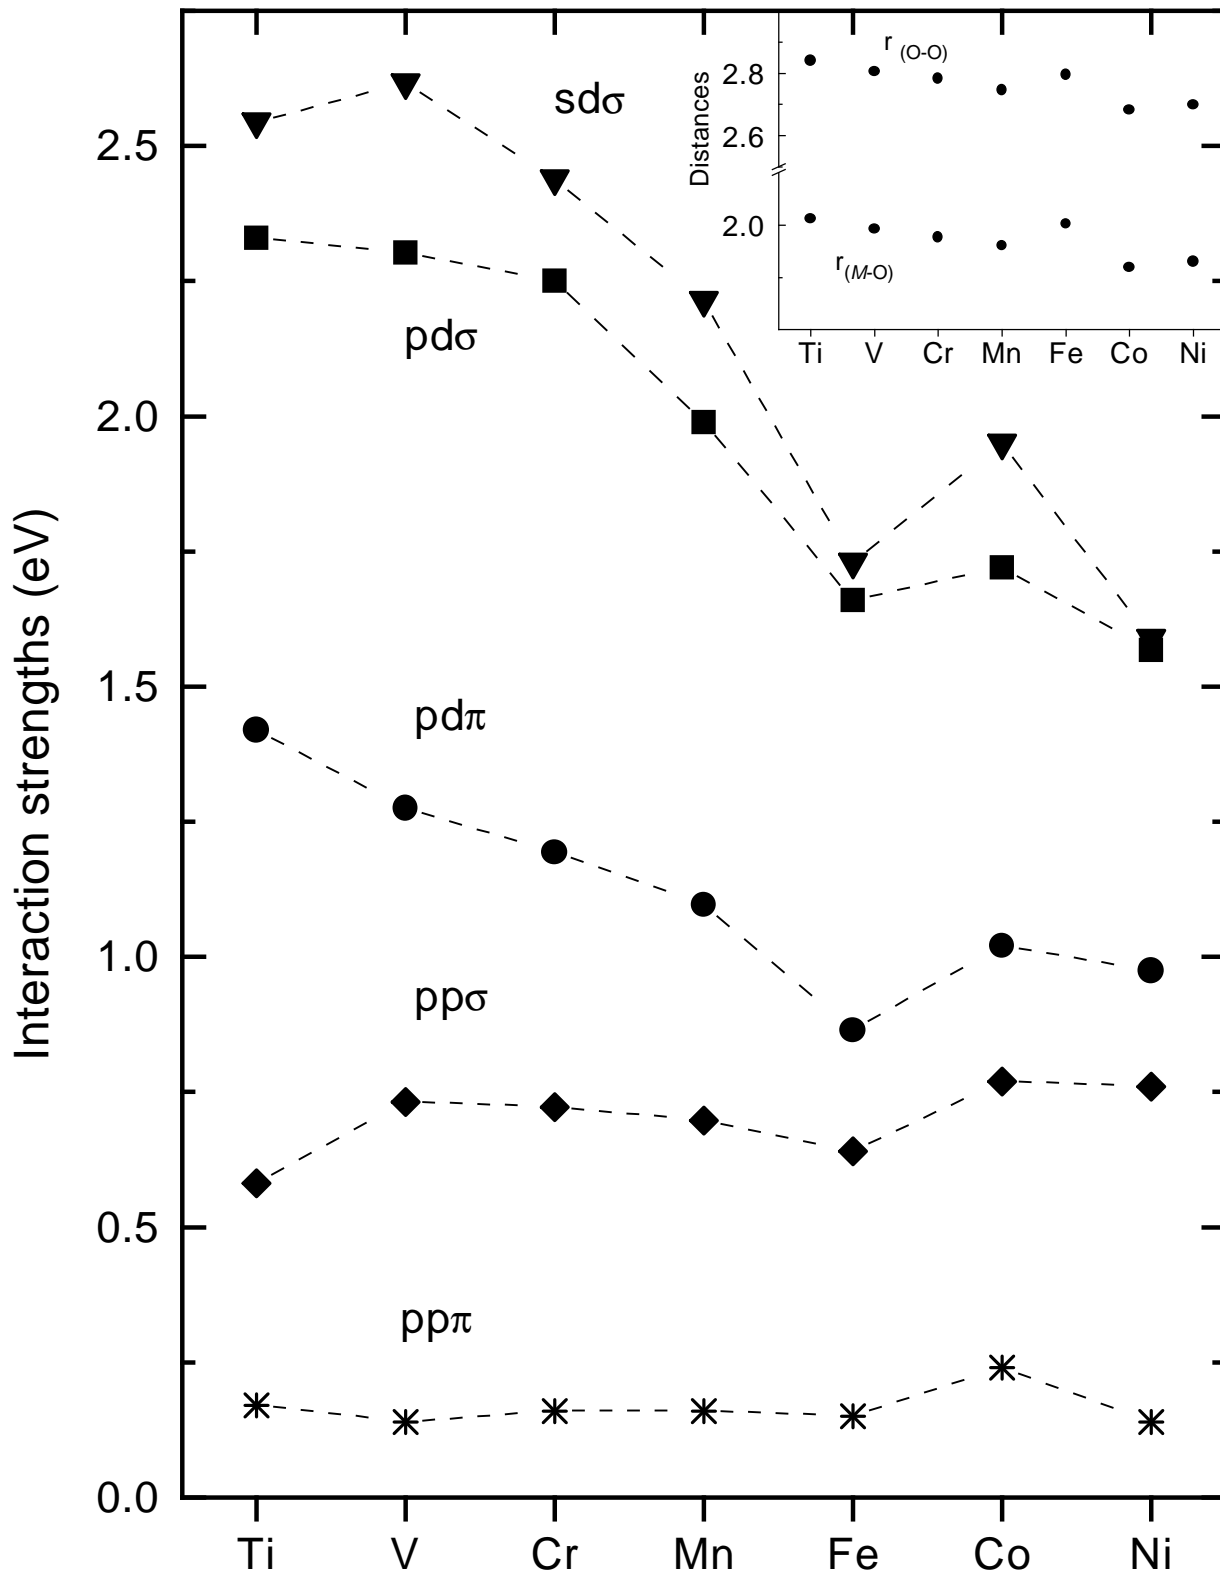 Interaction strengths (eV)
2.5
2.0
1.5
1.0
0.5
0.0
sdσ
pdσ
pdπ
ppσ
ppπ
Ti V Cr Mn Fe Co Ni
Distances
2.8
2.6
2.0
r (O-O)
r(M-O)
Ti V Cr Mn Fe Co Ni